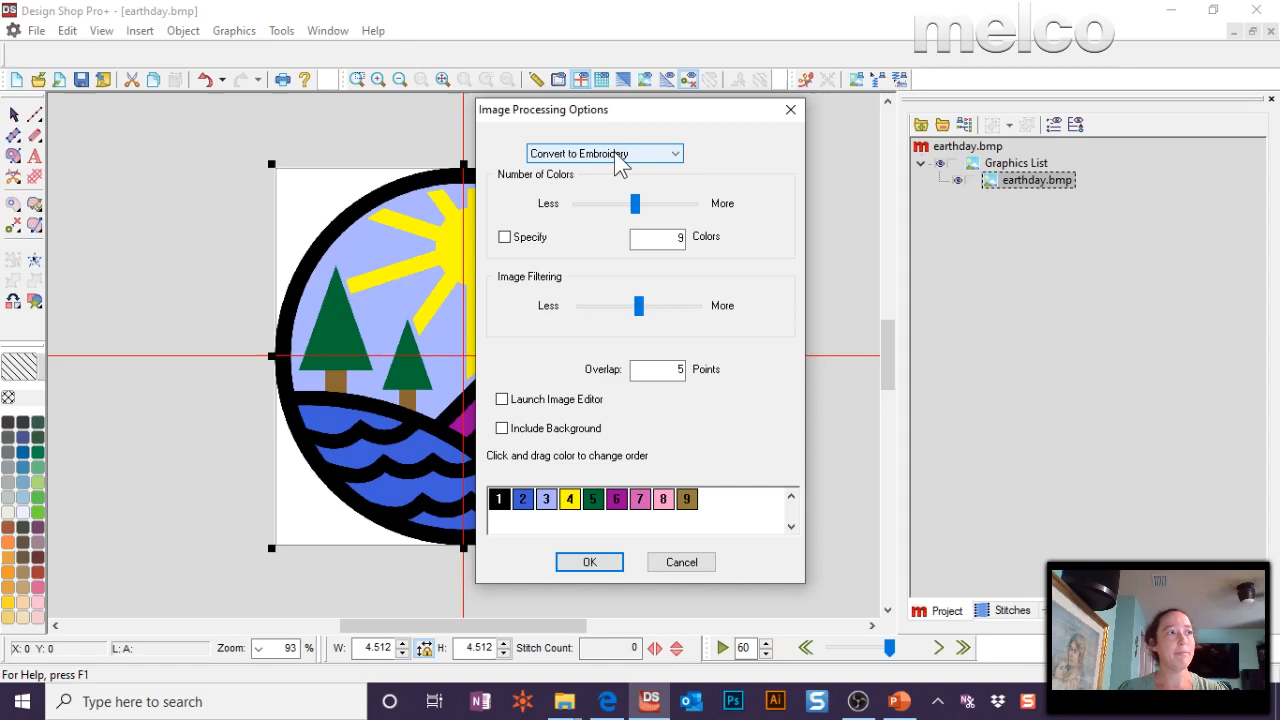 DS Design Shop Pro+ - [earthday.bmp]
melco
File Edit View Insert Object Graphics Tools Window Help
Image Processing Options
Convert to Embroidery
Number of Colors
Less More
Specify 9 Colors
Image Filtering
Less More
Overlap: 5 Points
Launch Image Editor
Include Background
Click and drag color to change order
1 2 3 4 5 6 7 8 9
OK Cancel
earthday.bmp
Graphics List
earthday.bmp
Project Stitches
X: 0 Y: 0 L: A: Zoom: 93 % W: 4.512 H: 4.512 Stitch Count: 0 60
For Help, press F1
Type here to search
DS Ps Ai S P S